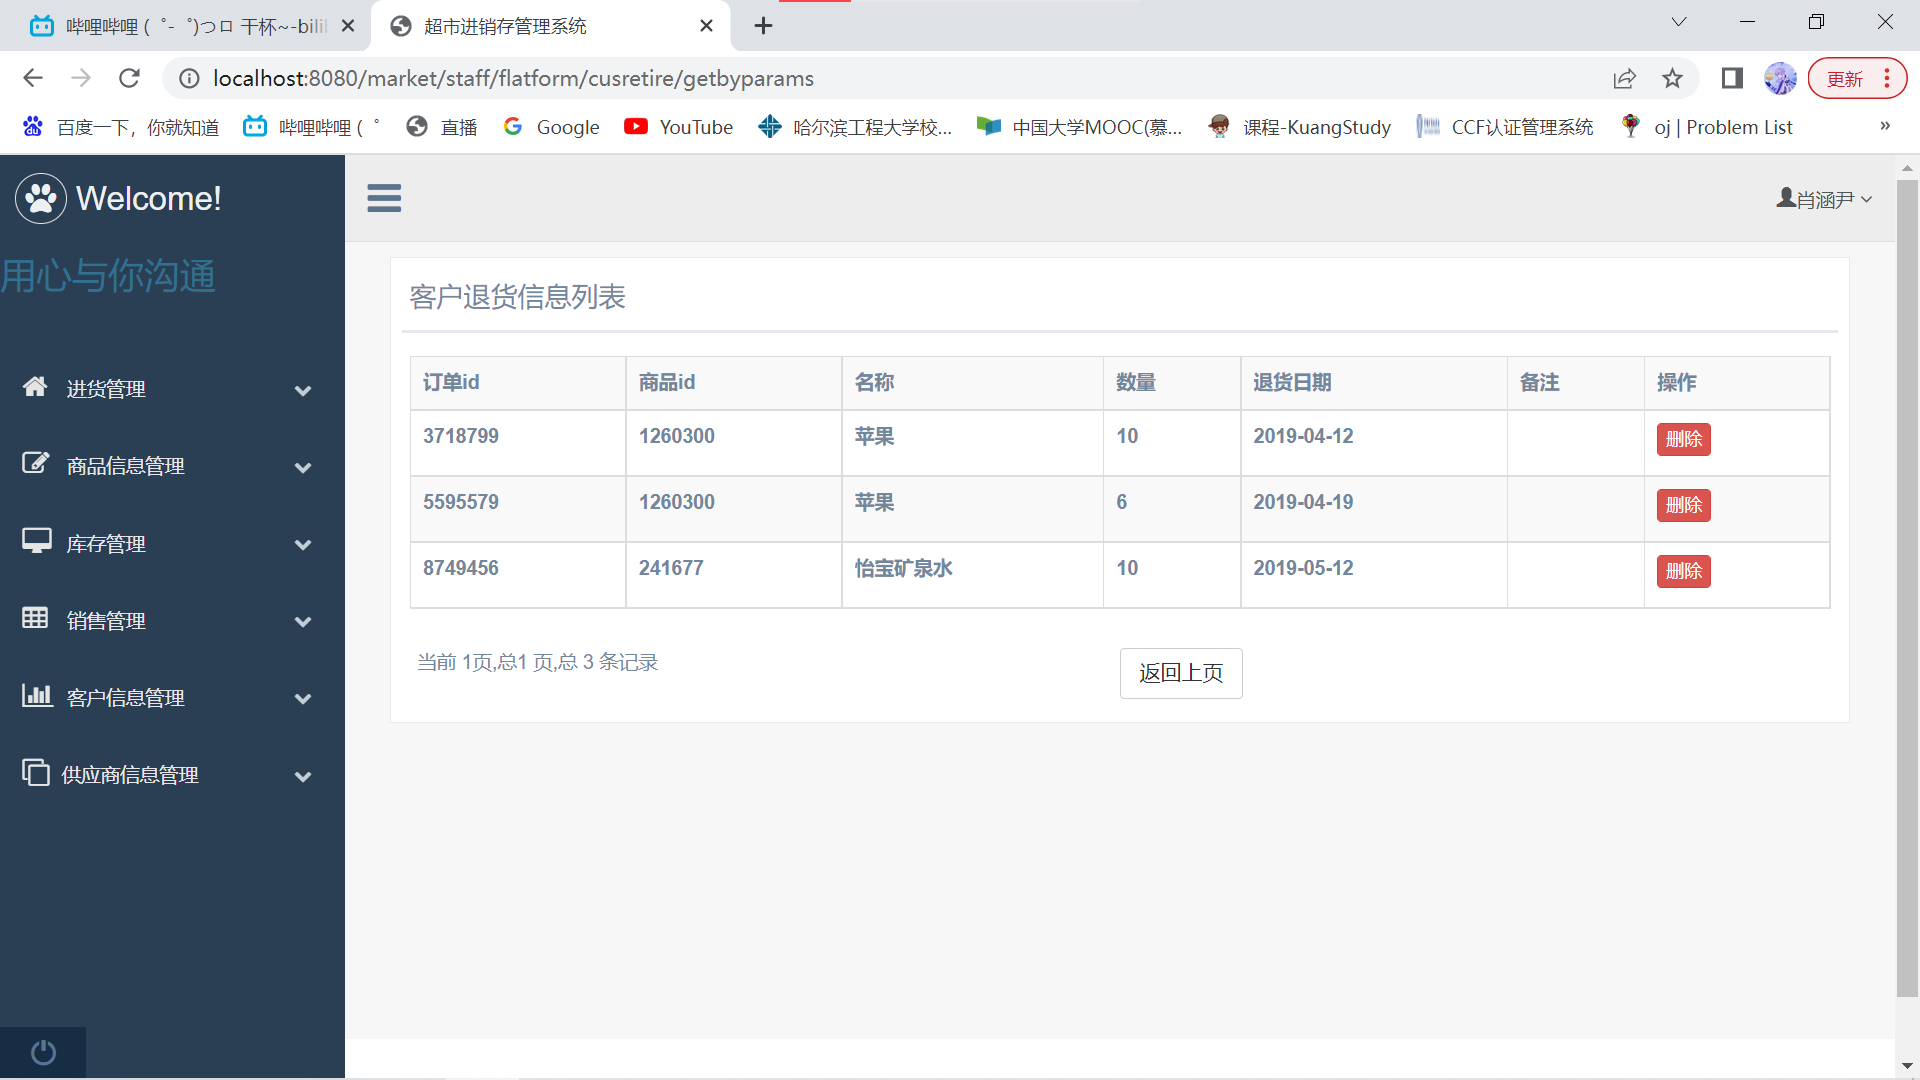 哔哩哔哩 (゜-゜)つロ 干杯~-bili
超市进销存管理系统
localhost:8080/market/staff/flatform/cusretire/getbyparams
更新
百度一下，你就知道
哔哩哔哩 (゜
直播
Google
YouTube
哈尔滨工程大学校...
中国大学MOOC(慕...
课程-KuangStudy
CCF认证管理系统
oj | Problem List
»
Welcome!
用心与你沟通
进货管理
商品信息管理
库存管理
销售管理
客户信息管理
供应商信息管理
肖涵尹
客户退货信息列表
订单id 商品id 名称 数量 退货日期 备注 操作
3718799 1260300 苹果 10 2019-04-12 删除
5595579 1260300 苹果 6 2019-04-19 删除
8749456 241677 怡宝矿泉水 10 2019-05-12 删除
当前 1页,总1 页,总 3 条记录
返回上页